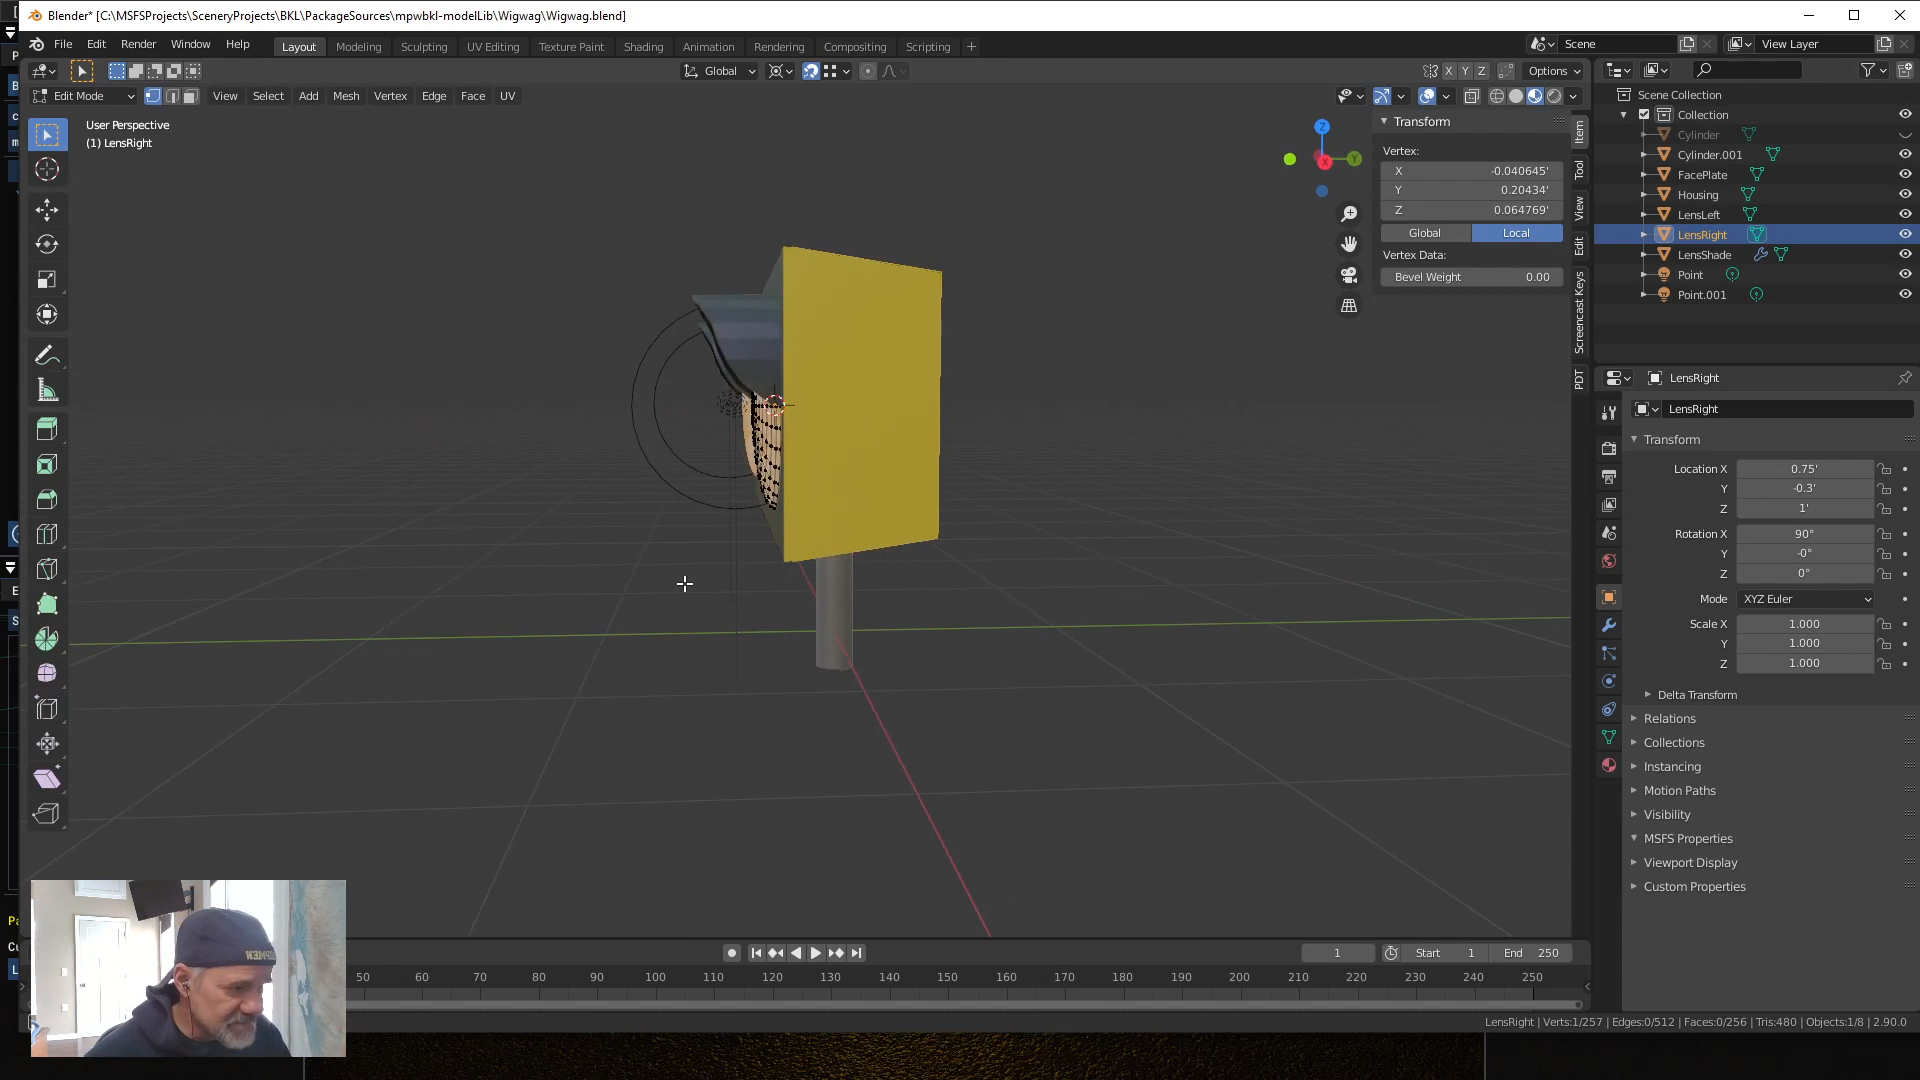 Blender* [C:\MSFSProjects\SceneryProjects\BKL\PackageSources\mpwbkl-modelLib\Wigwag\Wigwag.blend]
File Edit Render Window Help Layout Modeling Sculpting UV Editing Texture Paint Shading Animation Rendering Compositing Scripting +
Scene
View Layer
Global
X Y Z
Options
Edit Mode View Select Add Mesh Vertex Edge Face UV
User Perspective
(1) LensRight
Z
X
Y
Transform
Vertex:
X -0.040645'
Y 0.20434'
Z 0.064769'
Global Local
Vertex Data:
Bevel Weight 0.00
Item
Tool
View
Edit
Screencast Keys
PDT
Scene Collection
Collection
Cylinder
Cylinder.001
FacePlate
Housing
LensLeft
LensRight
LensShade
Point
Point.001
LensRight
LensRight
Transform
Location X 0.75'
Y -0.3'
Z 1'
Rotation X 90°
Y -0°
Z 0°
Mode XYZ Euler
Scale X 1.000
Y 1.000
Z 1.000
Delta Transform
Relations
Collections
Instancing
Motion Paths
Visibility
MSFS Properties
Viewport Display
Custom Properties
1
Start 1
End 250
50 60 70 80 90 100 110 120 130 140 150 160 170 180 190 200 210 220 230 240 250
LensRight | Verts:1/257 | Edges:0/512 | Faces:0/256 | Tris:480 | Objects:1/8 | 2.90.0